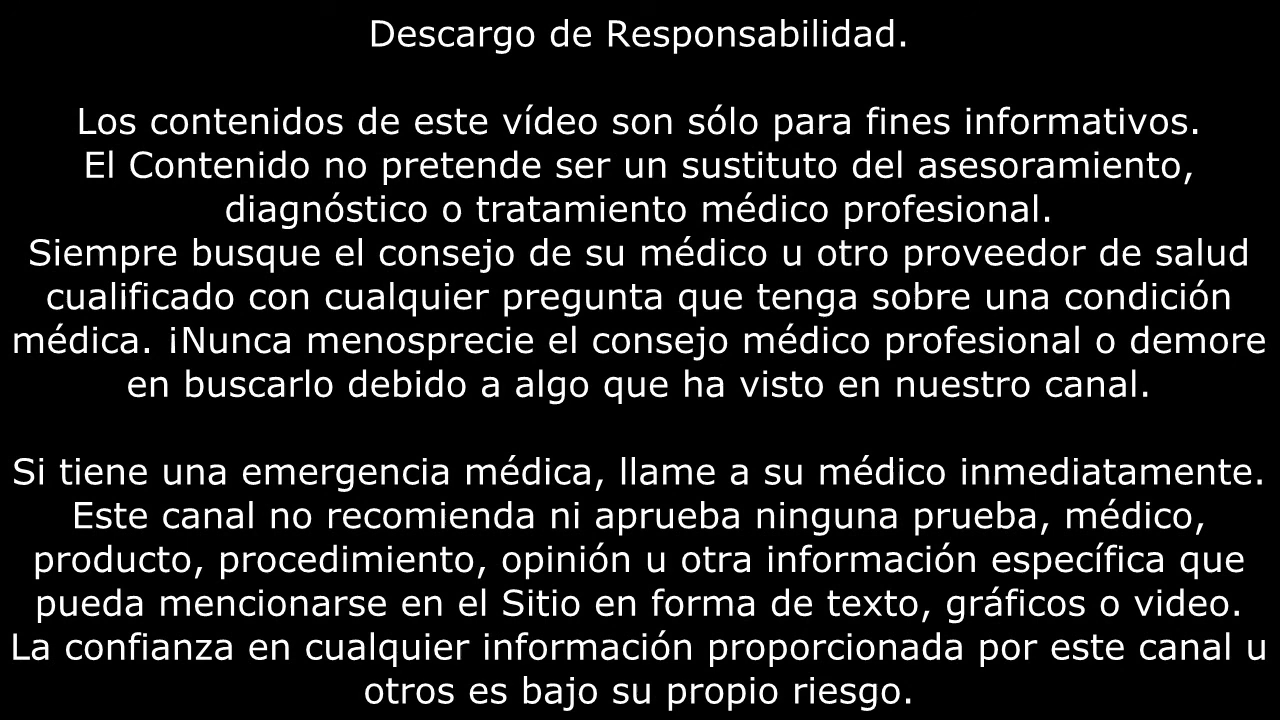 Descargo de Responsabilidad.
Los contenidos de este vídeo son sólo para fines informativos.
El Contenido no pretende ser un sustituto del asesoramiento,
diagnóstico o tratamiento médico profesional.
Siempre busque el consejo de su médico u otro proveedor de salud
cualificado con cualquier pregunta que tenga sobre una condición
médica. ¡Nunca menosprecie el consejo médico profesional o demore
en buscarlo debido a algo que ha visto en nuestro canal.
Si tiene una emergencia médica, llame a su médico inmediatamente.
Este canal no recomienda ni aprueba ninguna prueba, médico,
producto, procedimiento, opinión u otra información específica que
pueda mencionarse en el Sitio en forma de texto, gráficos o video.
La confianza en cualquier información proporcionada por este canal u
otros es bajo su propio riesgo.